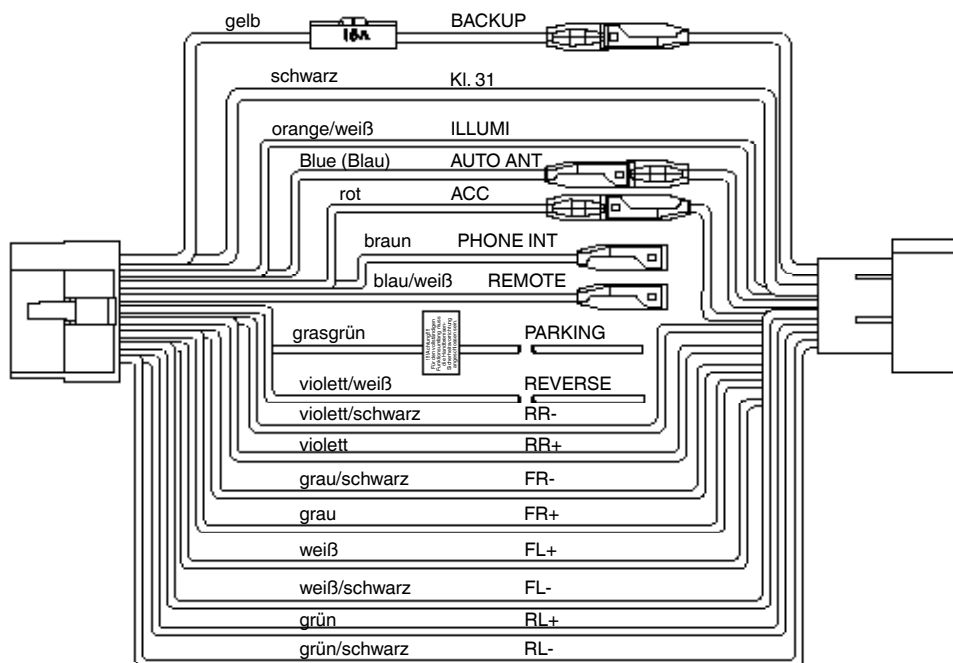 gelb BACKUP
15A
schwarz Kl. 31
orange/weiß ILLUMI
Blue (Blau) AUTO ANT
rot ACC
braun PHONE INT
blau/weiß REMOTE
grasgrün PARKING
violett/weiß REVERSE
violett/schwarz RR-
violett RR+
grau/schwarz FR-
grau FR+
weiß FL+
weiß/schwarz FL-
grün RL+
grün/schwarz RL-